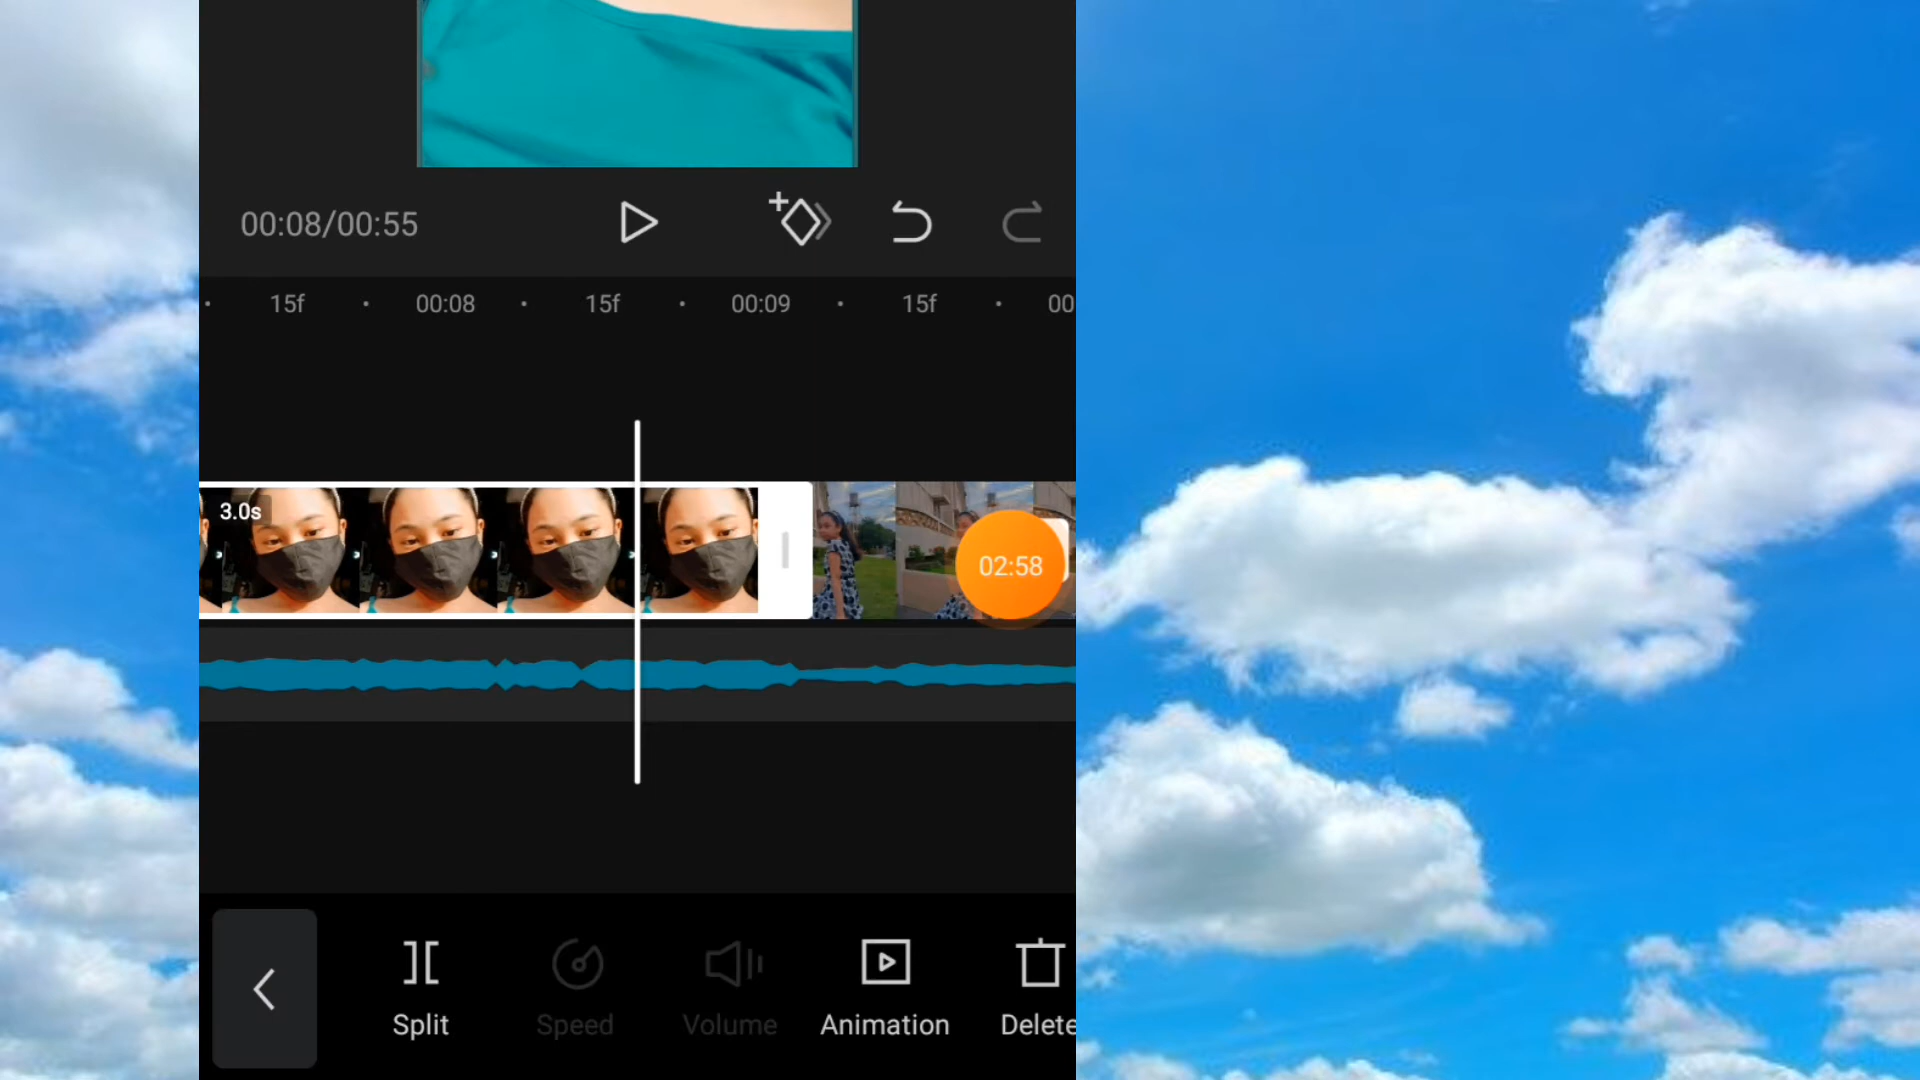 00:08/00:55
15f 00:08 15f 00:09 15f 00
3.0s
02:58
Split Speed Volume Animation Delete